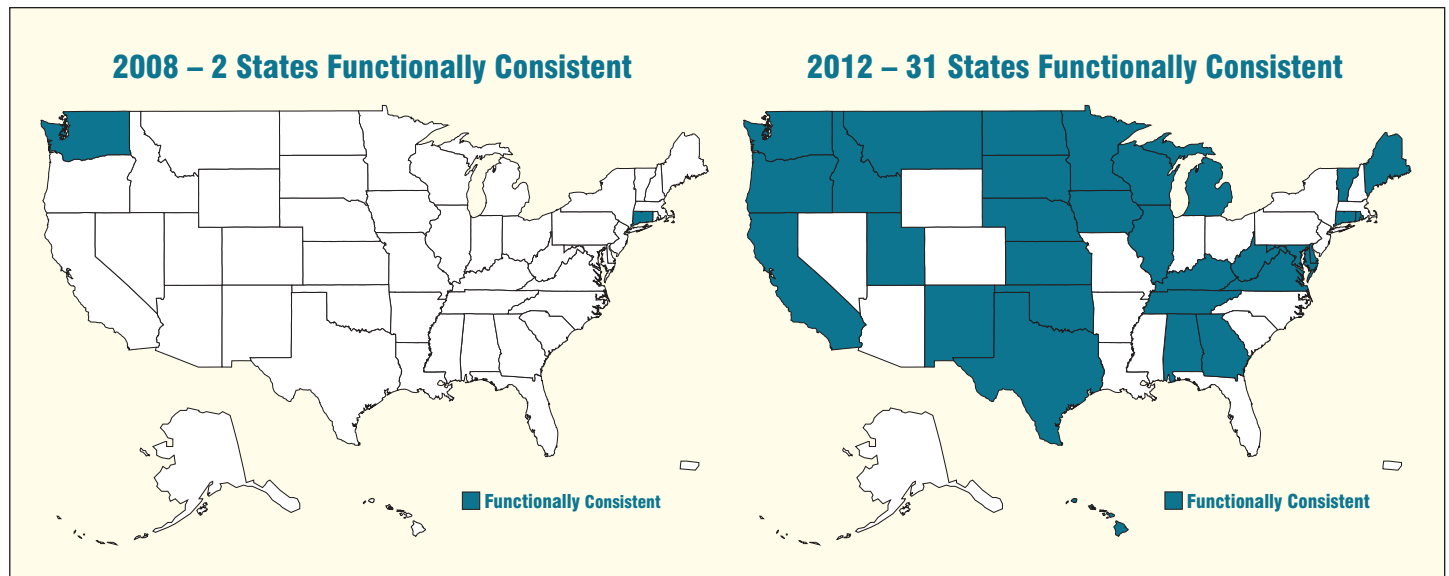 2008 – 2 States Functionally Consistent
2012 – 31 States Functionally Consistent
Functionally Consistent
Functionally Consistent